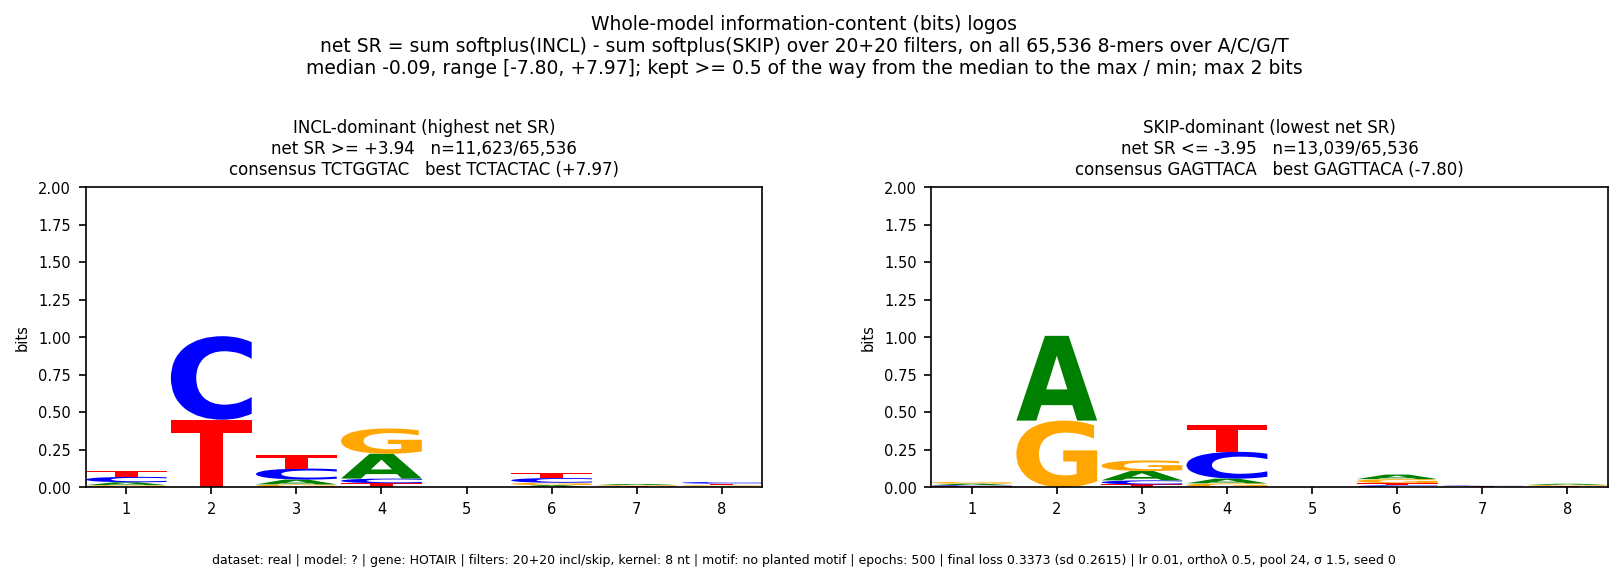 Whole-model information-content (bits) logos
net SR = sum softplus(INCL) - sum softplus(SKIP) over 20+20 filters, on all 65,536 8-mers over A/C/G/T
median -0.09, range [-7.80, +7.97]; kept >= 0.5 of the way from the median to the max / min; max 2 bits
INCL-dominant (highest net SR)
net SR >= +3.94   n=11,623/65,536
consensus TCTGGTAC   best TCTACTAC (+7.97)
2.00
1.75
1.50
1.25
1.00
0.75
0.50
0.25
0.00
bits
1 2 3 4 5 6 7 8
SKIP-dominant (lowest net SR)
net SR <= -3.95   n=13,039/65,536
consensus GAGTTACA   best GAGTTACA (-7.80)
2.00
1.75
1.50
1.25
1.00
0.75
0.50
0.25
0.00
bits
1 2 3 4 5 6 7 8
dataset: real | model: ? | gene: HOTAIR | filters: 20+20 incl/skip, kernel: 8 nt | motif: no planted motif | epochs: 500 | final loss 0.3373 (sd 0.2615) | lr 0.01, orthoλ 0.5, pool 24, σ 1.5, seed 0